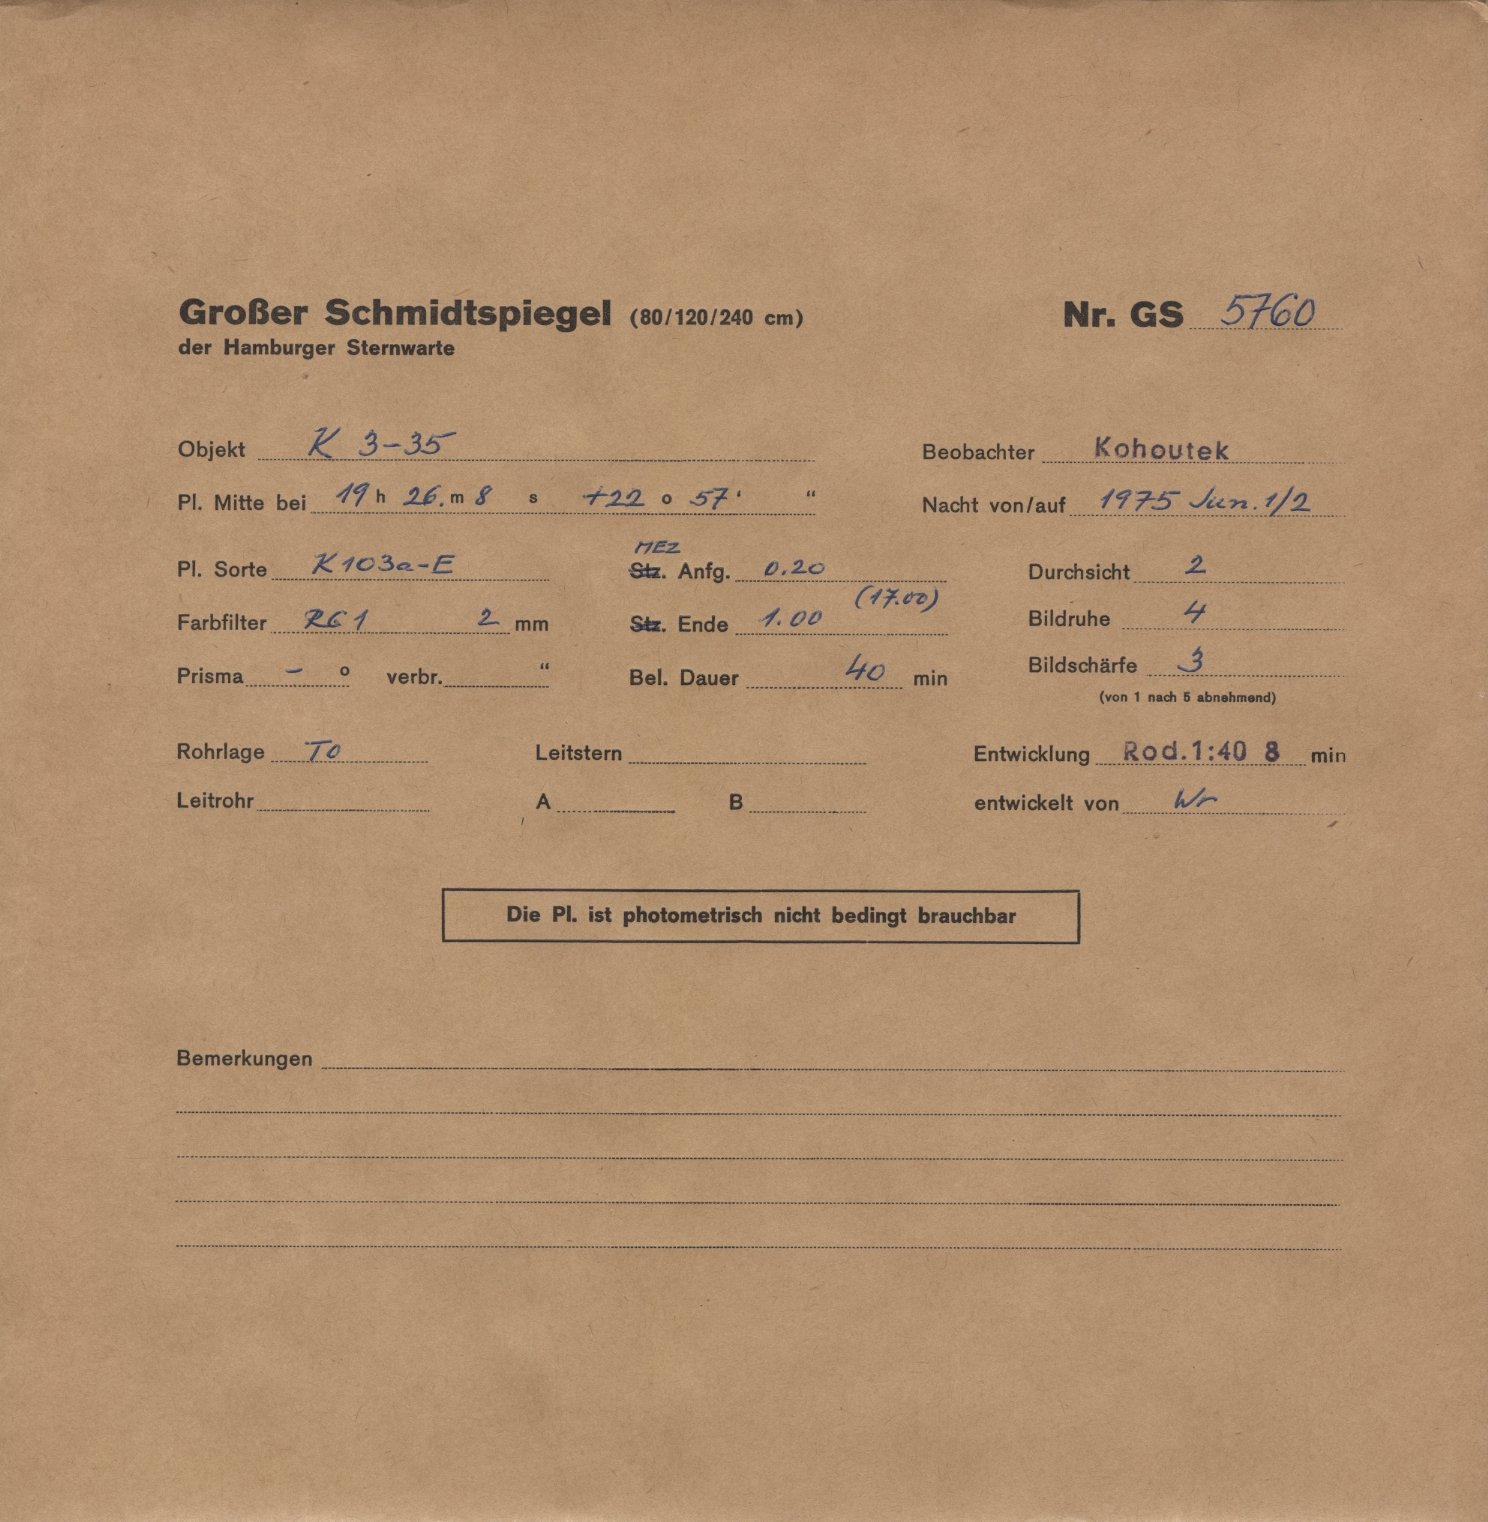 Großer Schmidtspiegel (80/120/240 cm) Nr. GS 5760
der Hamburger Sternwarte
Objekt K 3-35 Beobachter Kohoutek
Pl. Mitte bei 19 h 26. m 8 s +22 o 57 ' “ Nacht von/auf 1975 Jun. 1/2
MEZ
Pl. Sorte K103a-E Stz. Anfg. 0.20 Durchsicht 2
(17.00)
Farbfilter RG1 2 mm Stz. Ende 1.00 Bildruhe 4
Prisma – o verbr. “ Bel. Dauer 40 min Bildschärfe 3
(von 1 nach 5 abnehmend)
Rohrlage TO Leitstern Entwicklung Rod.1:40 8 min
Leitrohr A B entwickelt von Wr
Die Pl. ist photometrisch nicht bedingt brauchbar
Bemerkungen